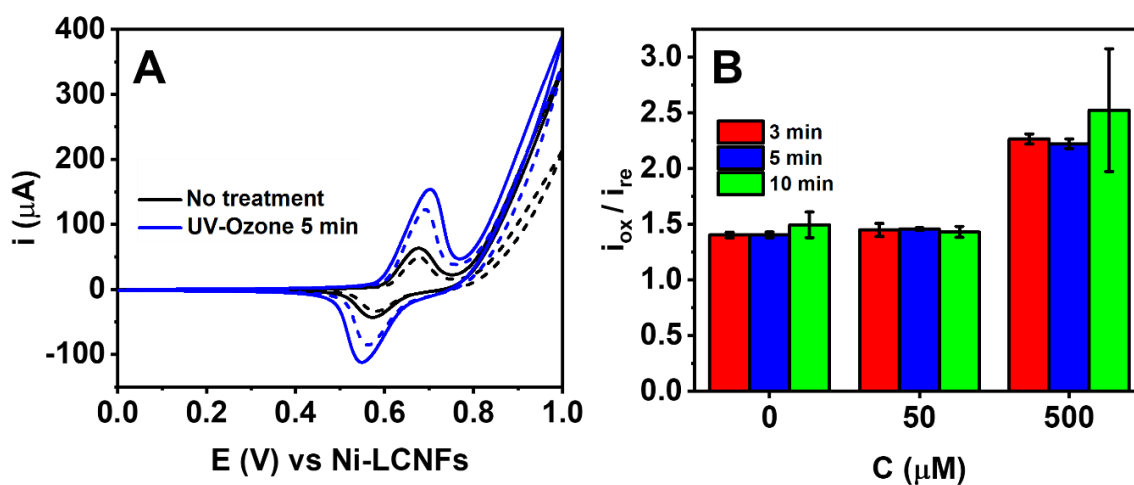 A
400
300
200
100
0
-100
i (μA)
No treatment
UV-Ozone 5 min
0.0 0.2 0.4 0.6 0.8 1.0
E (V) vs Ni-LCNFs
B
3.0
2.5
2.0
1.5
1.0
0.5
0.0
iox / ire
3 min
5 min
10 min
0 50 500
C (μM)